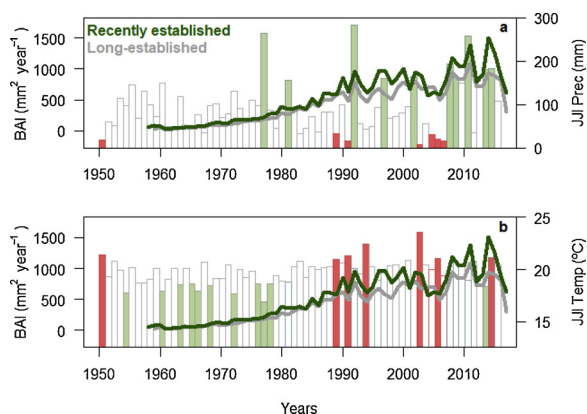 a
Recently established
Long-established
1500
1000
500
0
BAI (mm² year⁻¹)
300
200
100
0
JJI Prec (mm)
1950 1960 1970 1980 1990 2000 2010
b
1500
1000
500
0
BAI (mm² year⁻¹)
25
20
15
JJI Temp (ºC)
1950 1960 1970 1980 1990 2000 2010
Years